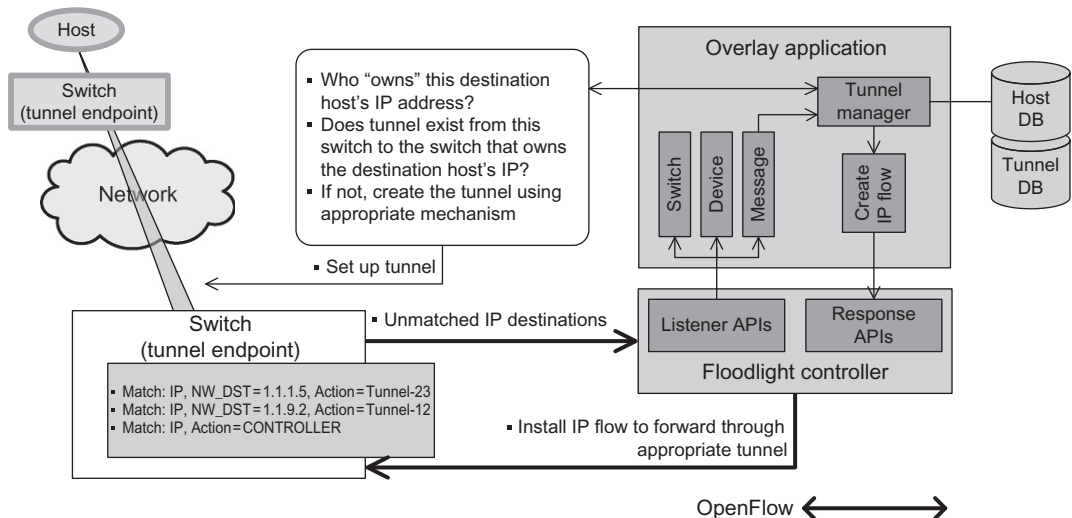 Host
Switch
(tunnel endpoint)
Network
▪ Who “owns” this destination
host’s IP address?
▪ Does tunnel exist from this
switch to the switch that owns
the destination host’s IP?
▪ If not, create the tunnel using
appropriate mechanism
▪ Set up tunnel
Overlay application
Tunnel
manager
Switch
Device
Message
Create
IP flow
Host
DB
Tunnel
DB
Switch
(tunnel endpoint)
▪ Match: IP, NW_DST=1.1.1.5, Action=Tunnel-23
▪ Match: IP, NW_DST=1.1.9.2, Action=Tunnel-12
▪ Match: IP, Action=CONTROLLER
▪ Unmatched IP destinations
Listener APIs
Response
APIs
Floodlight controller
▪ Install IP flow to forward through
appropriate tunnel
OpenFlow